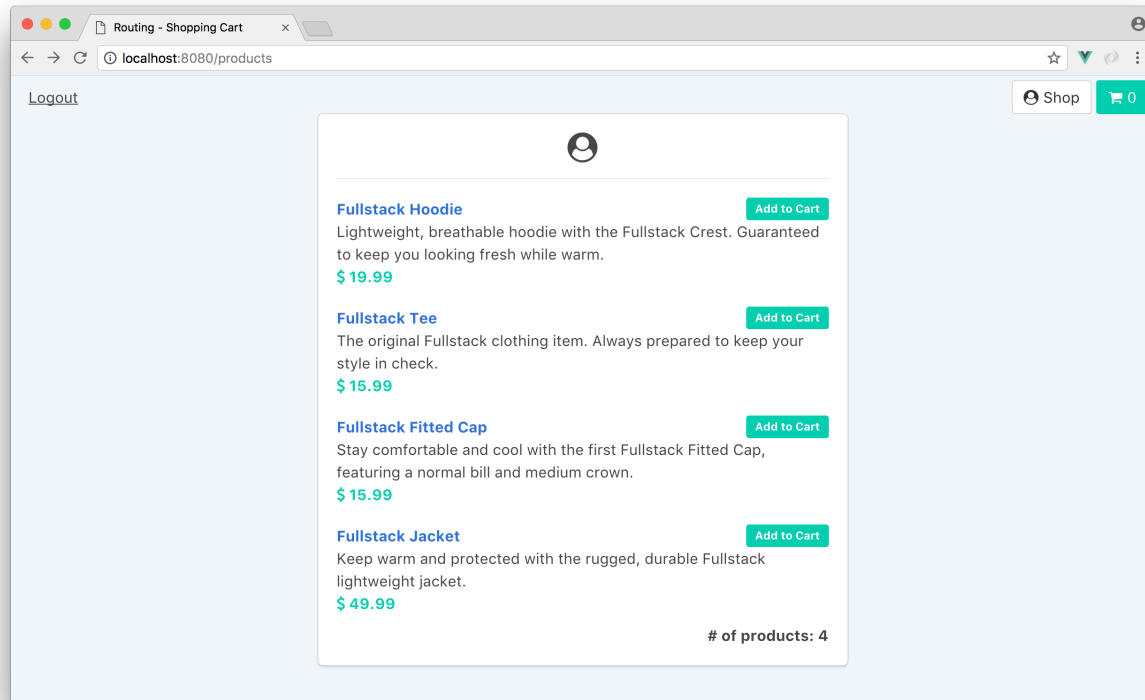 Routing - Shopping Cart
localhost:8080/products
Logout
Shop
0
Fullstack Hoodie
Add to Cart
Lightweight, breathable hoodie with the Fullstack Crest. Guaranteed
to keep you looking fresh while warm.
$ 19.99
Fullstack Tee
Add to Cart
The original Fullstack clothing item. Always prepared to keep your
style in check.
$ 15.99
Fullstack Fitted Cap
Add to Cart
Stay comfortable and cool with the first Fullstack Fitted Cap,
featuring a normal bill and medium crown.
$ 15.99
Fullstack Jacket
Add to Cart
Keep warm and protected with the rugged, durable Fullstack
lightweight jacket.
$ 49.99
# of products: 4